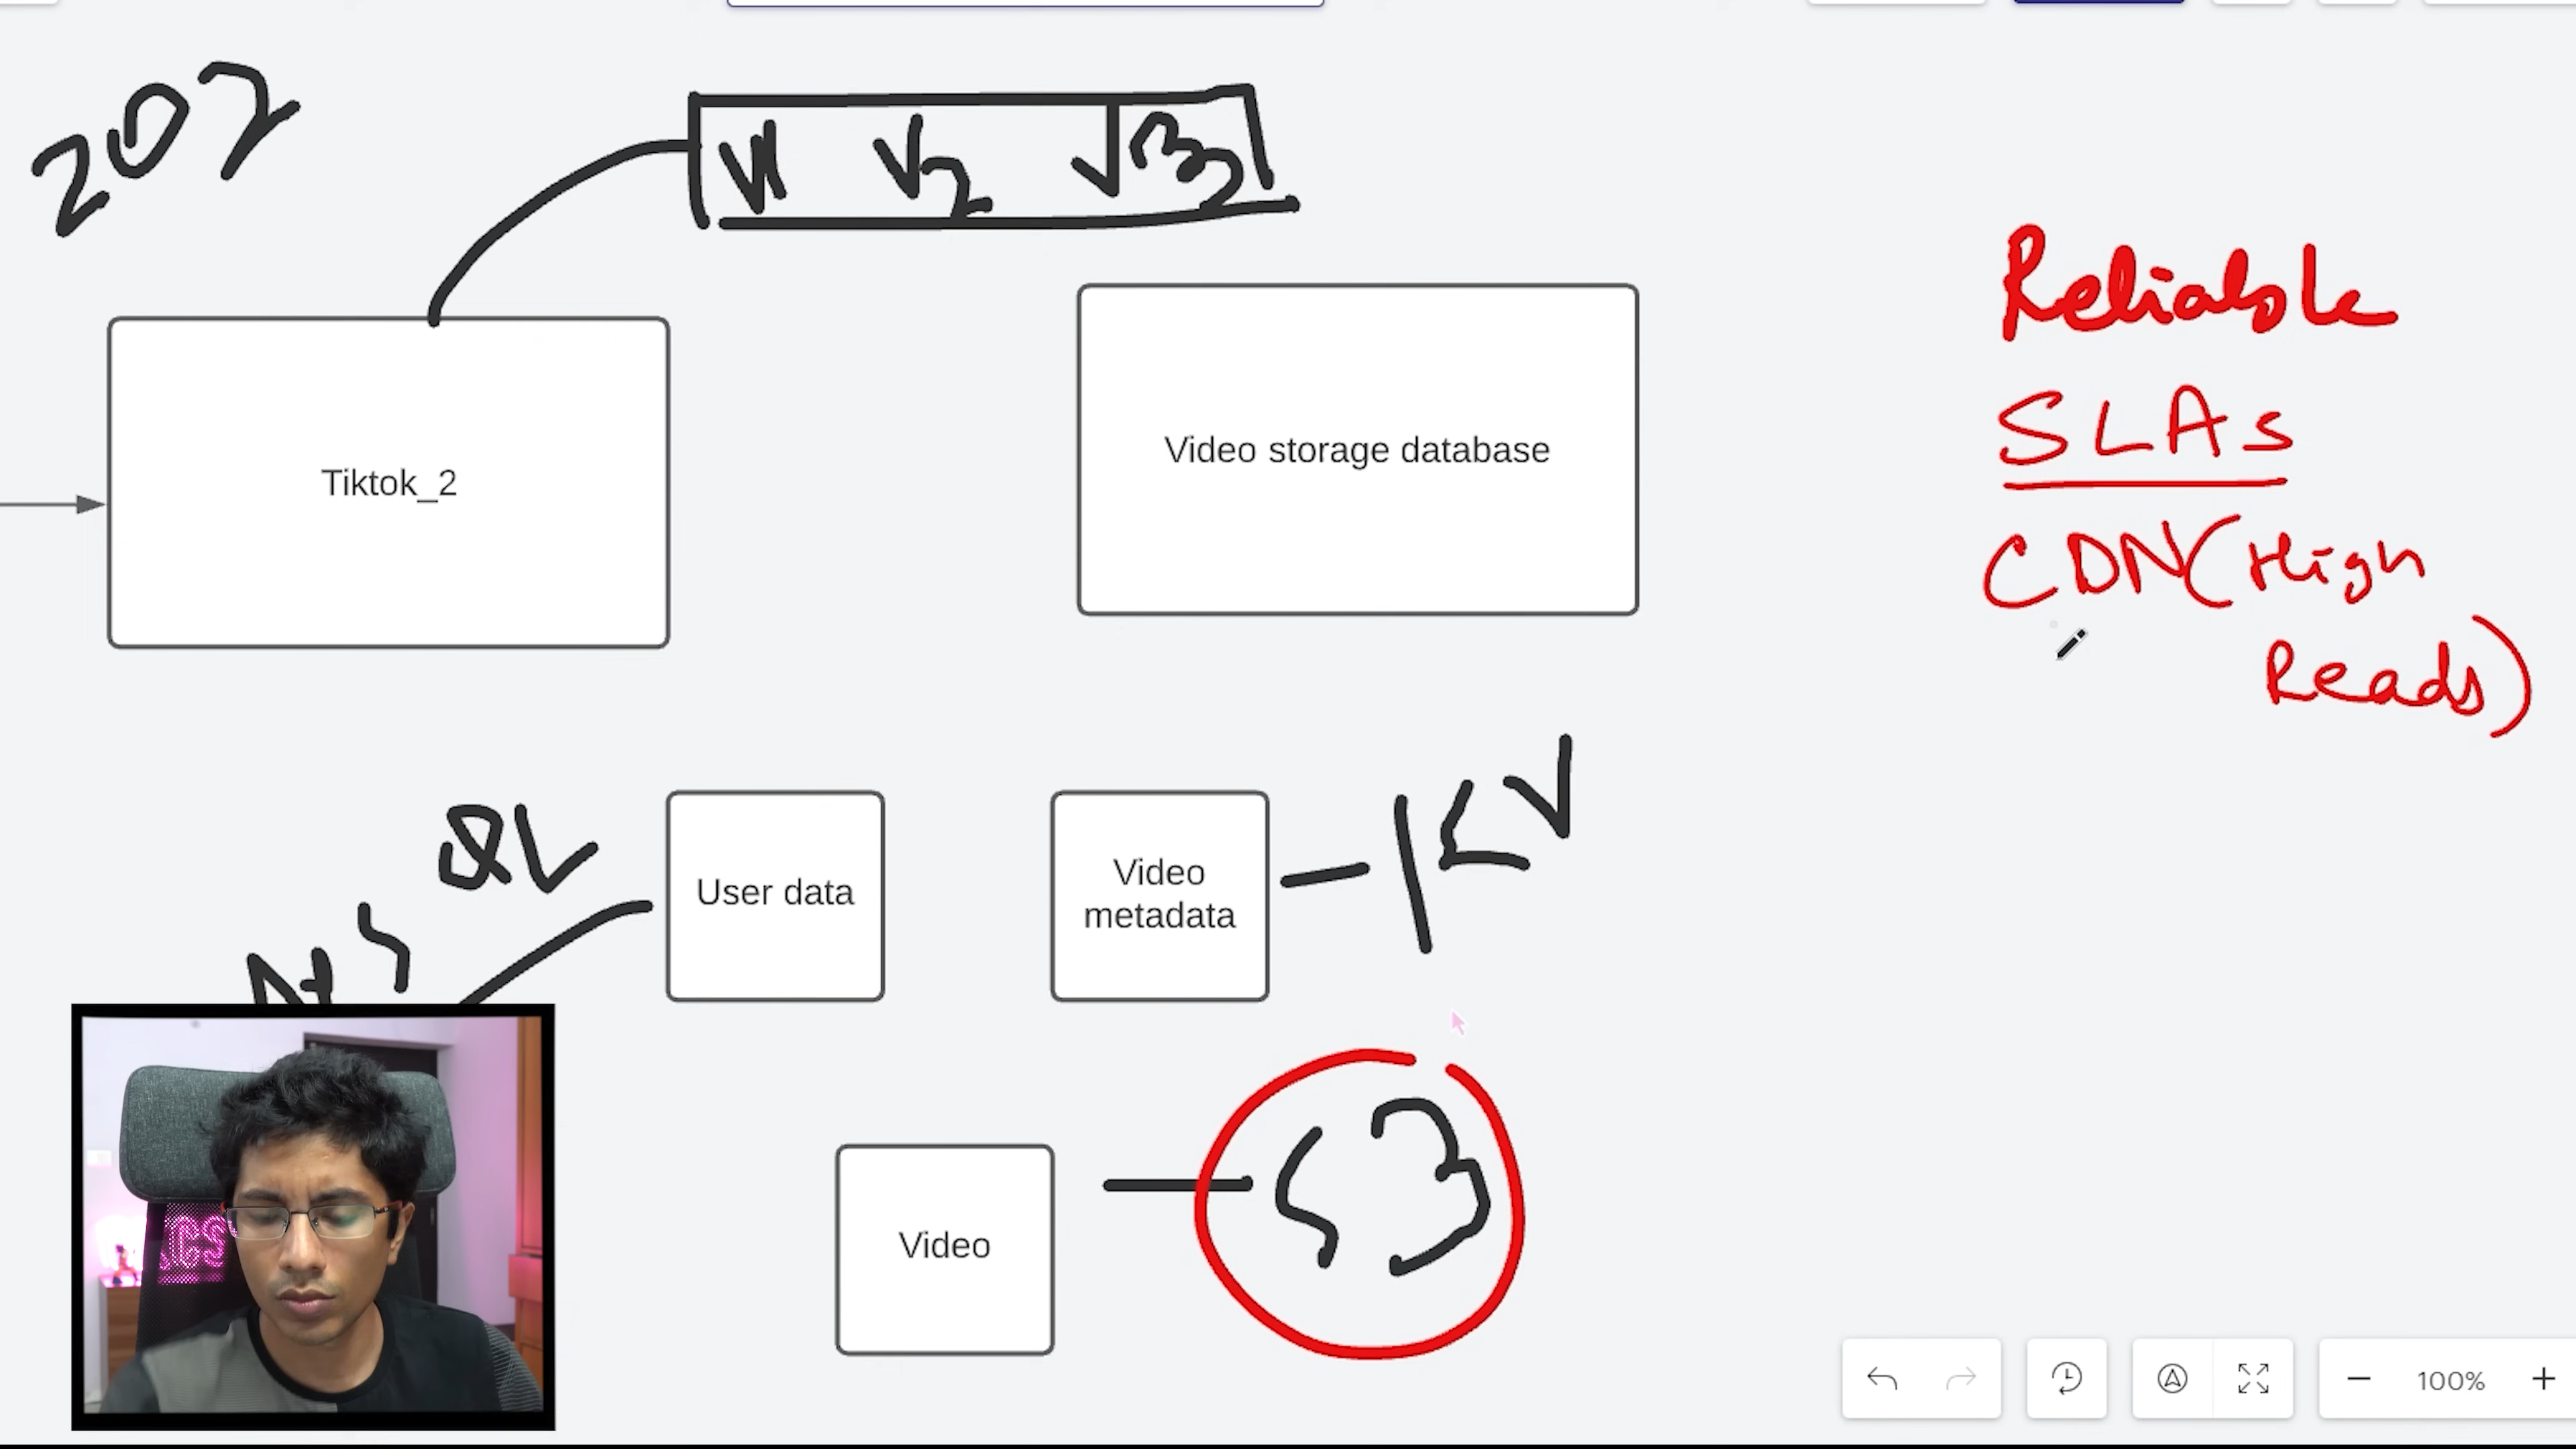 202
V1 V2 V3
Reliable
Tiktok_2
Video storage database
SLAs
CDN (High
Reads)
User data
Video
metadata
KV
Video
S3
100%